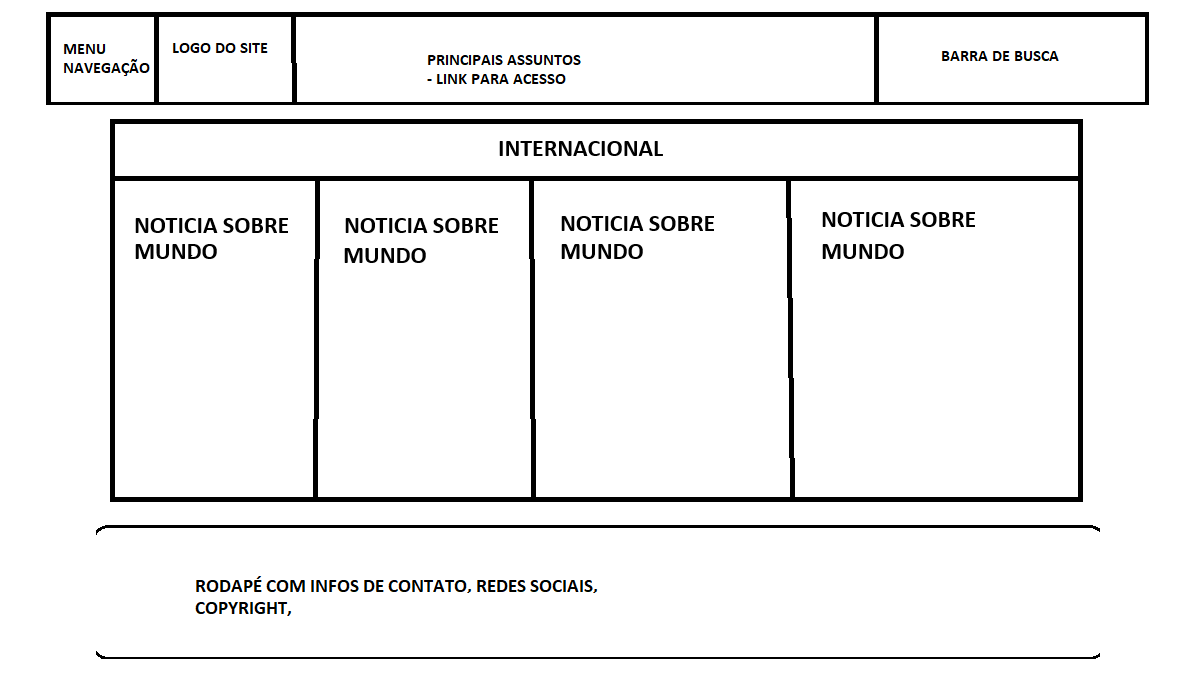 MENU
NAVEGAÇÃO
LOGO DO SITE
PRINCIPAIS ASSUNTOS
- LINK PARA ACESSO
BARRA DE BUSCA
INTERNACIONAL
NOTICIA SOBRE
MUNDO
NOTICIA SOBRE
MUNDO
NOTICIA SOBRE
MUNDO
NOTICIA SOBRE
MUNDO
RODAPÉ COM INFOS DE CONTATO, REDES SOCIAIS,
COPYRIGHT,